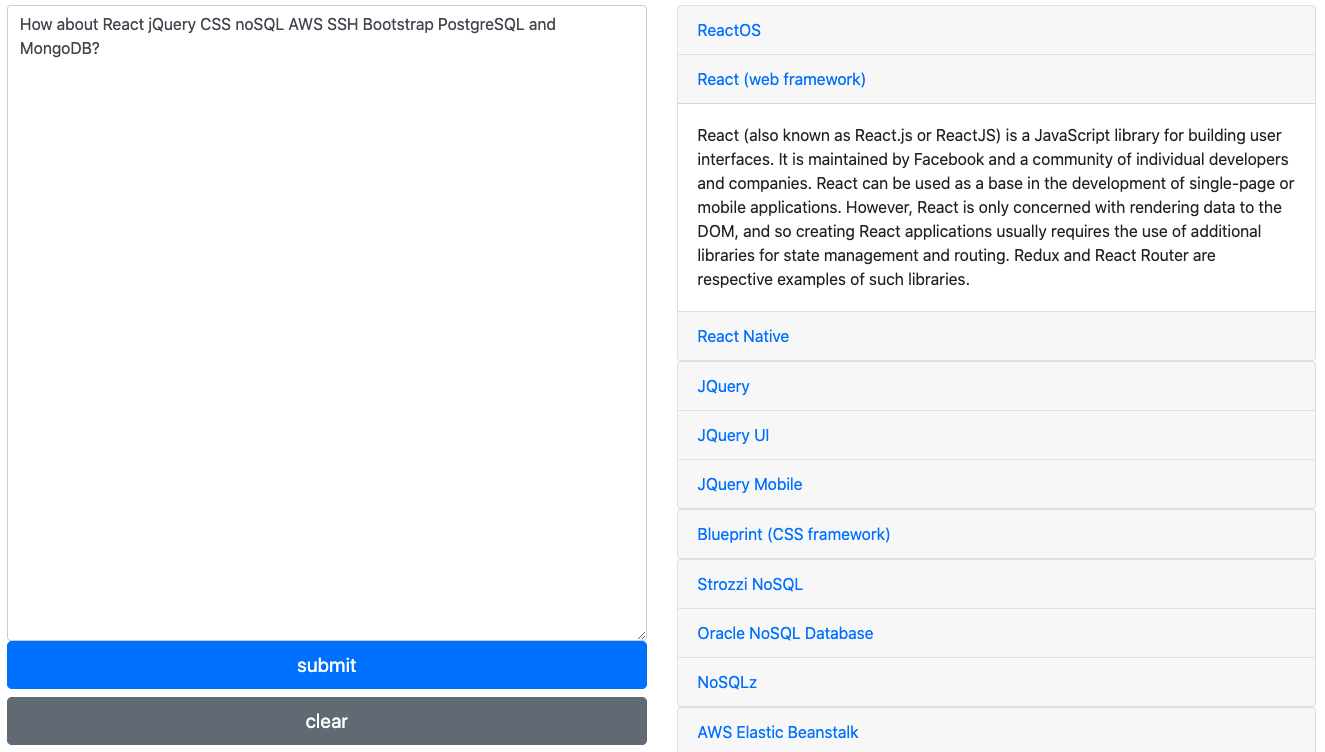 How about React jQuery CSS noSQL AWS SSH Bootstrap PostgreSQL and
MongoDB?
submit
clear
ReactOS
React (web framework)
React (also known as React.js or ReactJS) is a JavaScript library for building user
interfaces. It is maintained by Facebook and a community of individual developers
and companies. React can be used as a base in the development of single-page or
mobile applications. However, React is only concerned with rendering data to the
DOM, and so creating React applications usually requires the use of additional
libraries for state management and routing. Redux and React Router are
respective examples of such libraries.
React Native
JQuery
JQuery UI
JQuery Mobile
Blueprint (CSS framework)
Strozzi NoSQL
Oracle NoSQL Database
NoSQLz
AWS Elastic Beanstalk